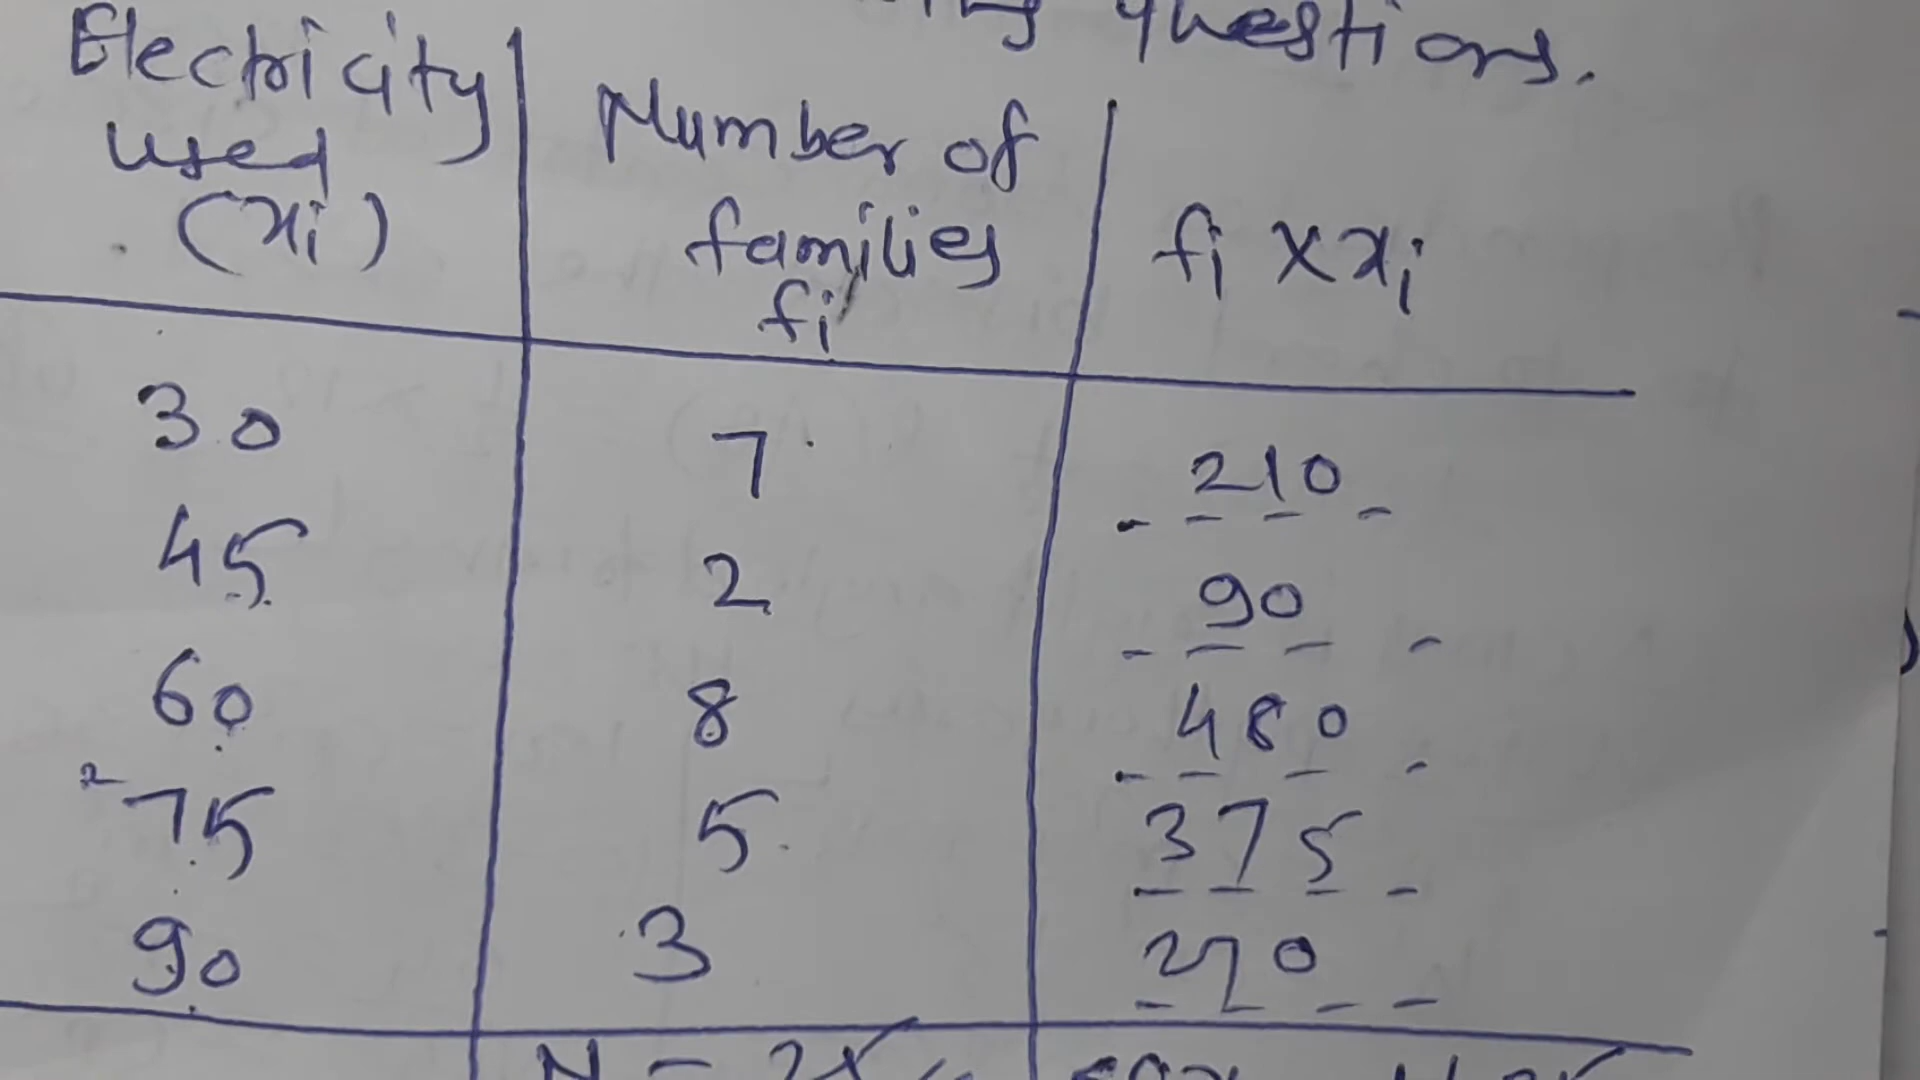 questions.
Electricity used (xi) | Number of families fi | fi × xi
30 | 7 | 210
45 | 2 | 90
60 | 8 | 480
75 | 5 | 375
90 | 3 | 270
N = 25